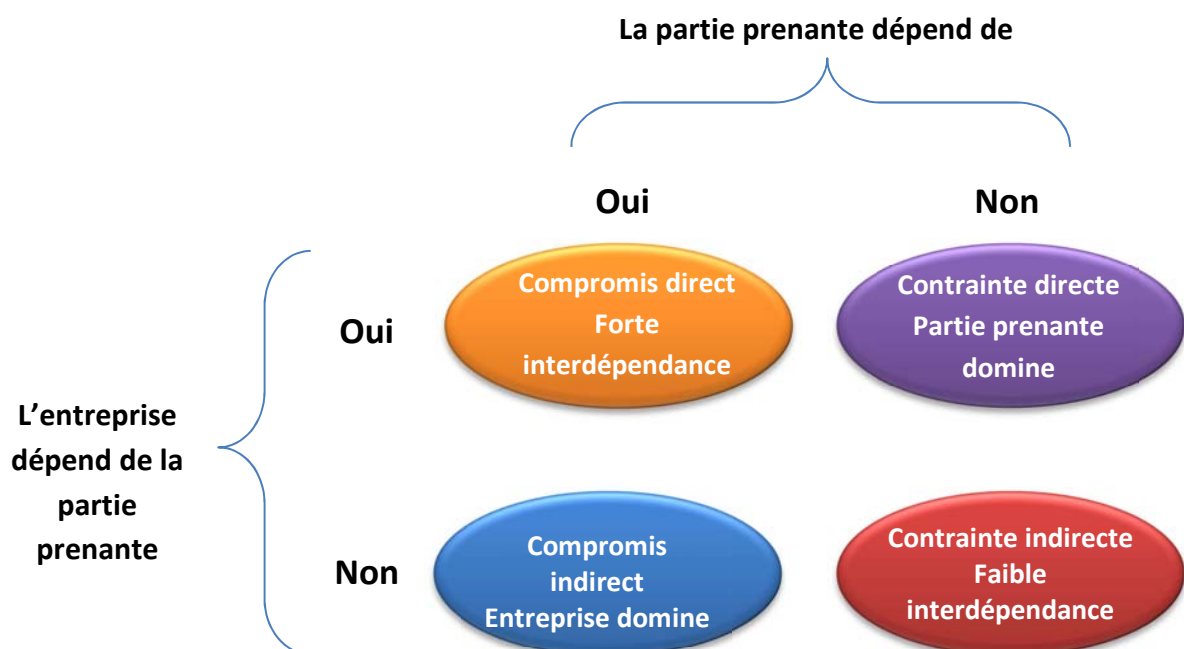 La partie prenante dépend de
Oui
Non
Oui
Compromis direct
Forte
interdépendance
Contrainte directe
Partie prenante
domine
L’entreprise
dépend de la
partie
prenante
Non
Compromis
indirect
Entreprise domine
Contrainte indirecte
Faible
interdépendance